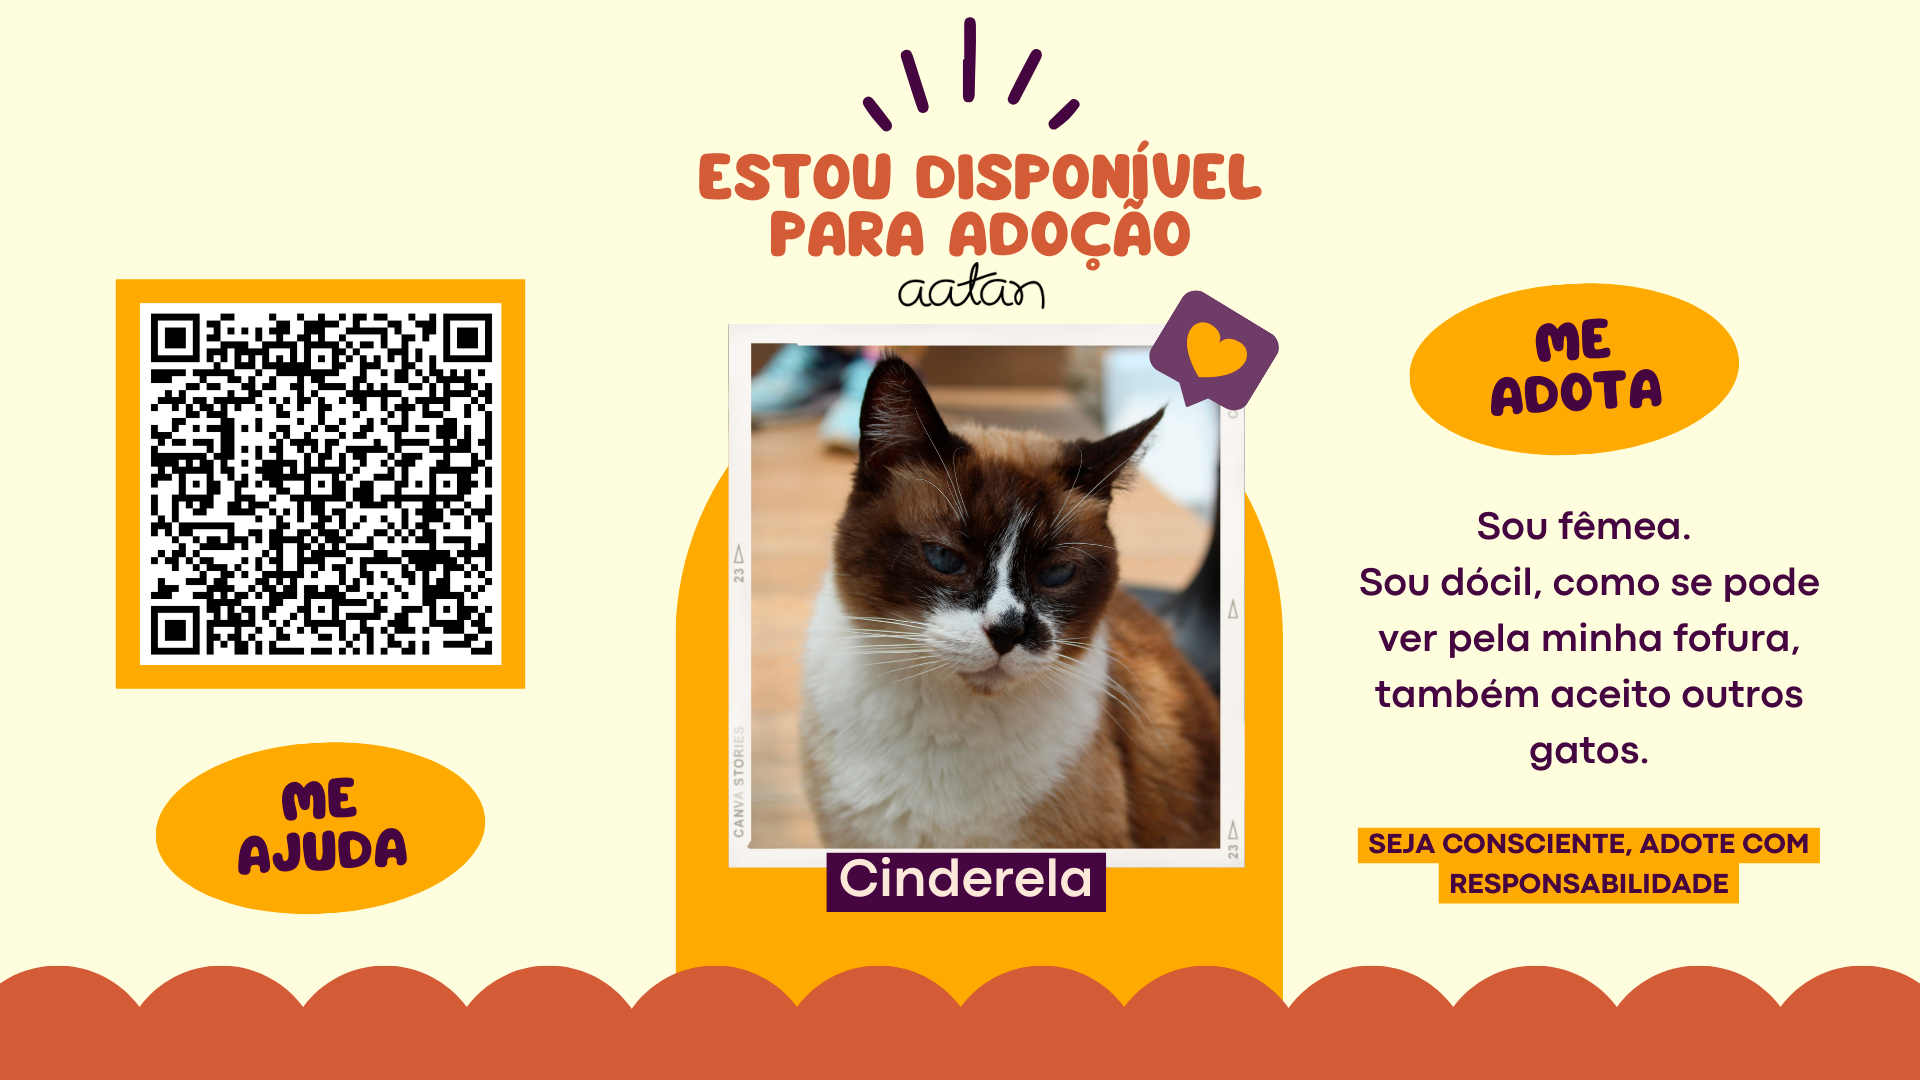 ESTOU DISPONÍVEL
PARA ADOÇÃO
aatan
ME
AJUDA
23
CANVA STORIES
23
Cinderela
ME
ADOTA
Sou fêmea.
Sou dócil, como se pode
ver pela minha fofura,
também aceito outros
gatos.
SEJA CONSCIENTE, ADOTE COM
RESPONSABILIDADE